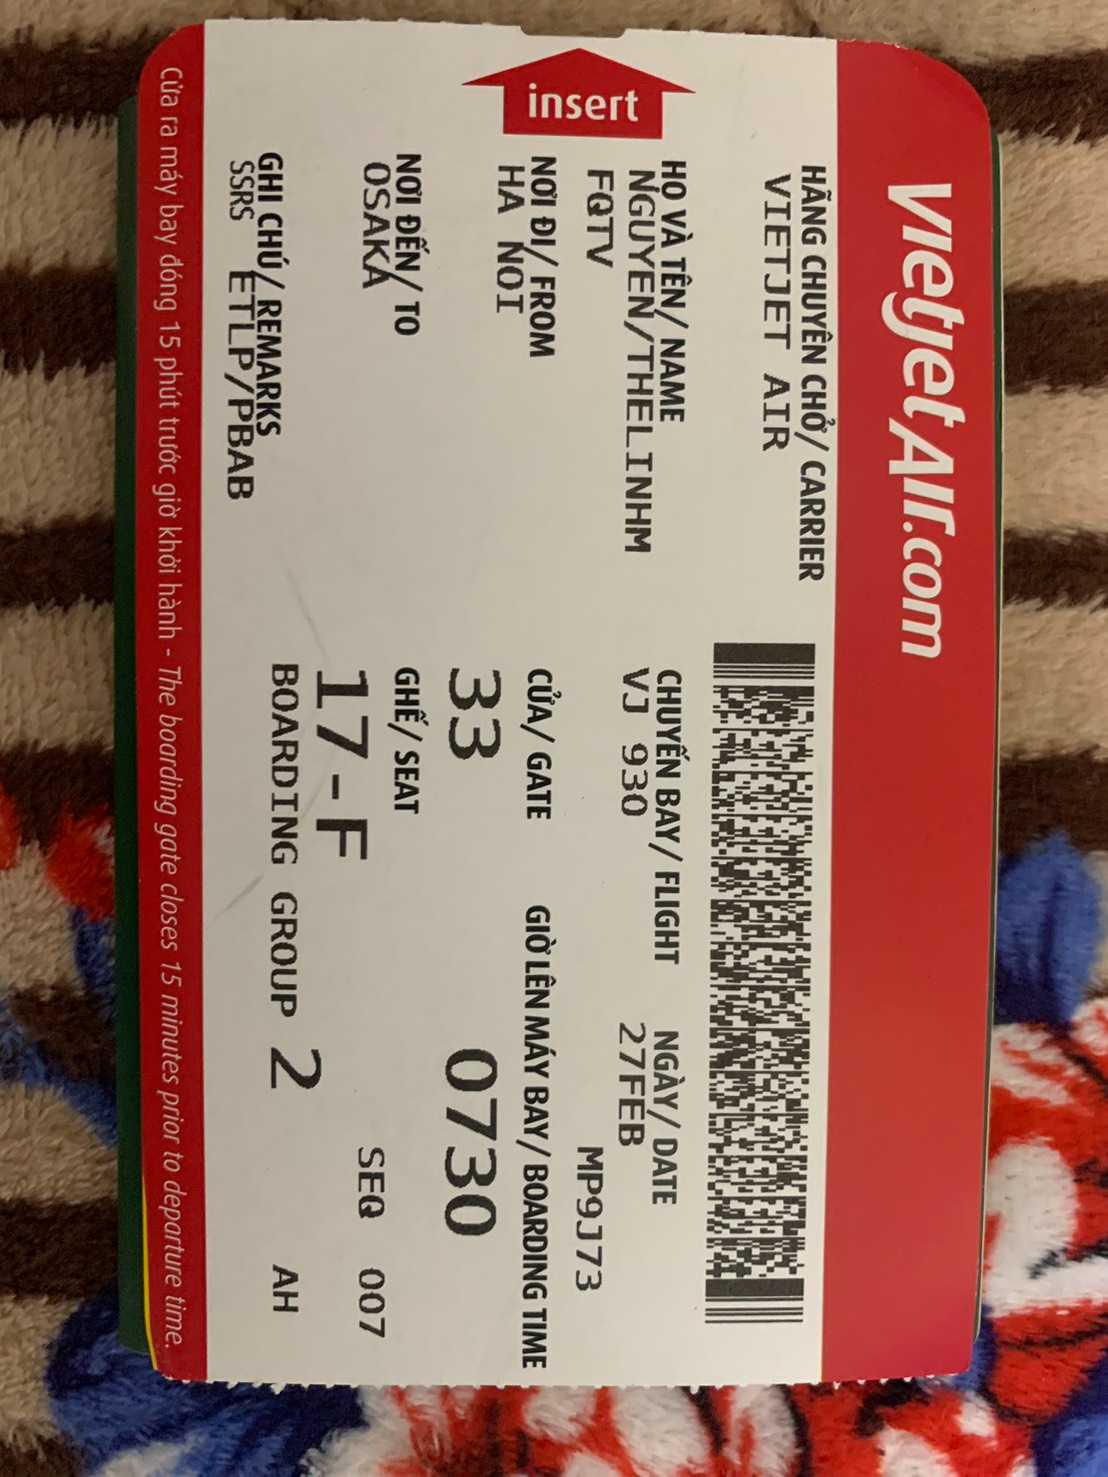 VietjetAir.com
insert
HÃNG CHUYÊN CHỞ/ CARRIER
VIETJET AIR
HỌ VÀ TÊN/ NAME
NGUYEN/THELINHM
FQTV
CHUYẾN BAY/ FLIGHT
VJ 930
NGÀY/ DATE
27FEB
MP9J73
NƠI ĐI/ FROM
HA NOI
CỬA/ GATE
33
GIỜ LÊN MÁY BAY/ BOARDING TIME
0730
NƠI ĐẾN/ TO
OSAKA
GHẾ/ SEAT
17-F
SEQ 007
GHI CHÚ/ REMARKS
SSRS ETLP/PBAB
BOARDING GROUP 2 AH
Cửa ra máy bay đóng 15 phút trước giờ khởi hành - The boarding gate closes 15 minutes prior to departure time.